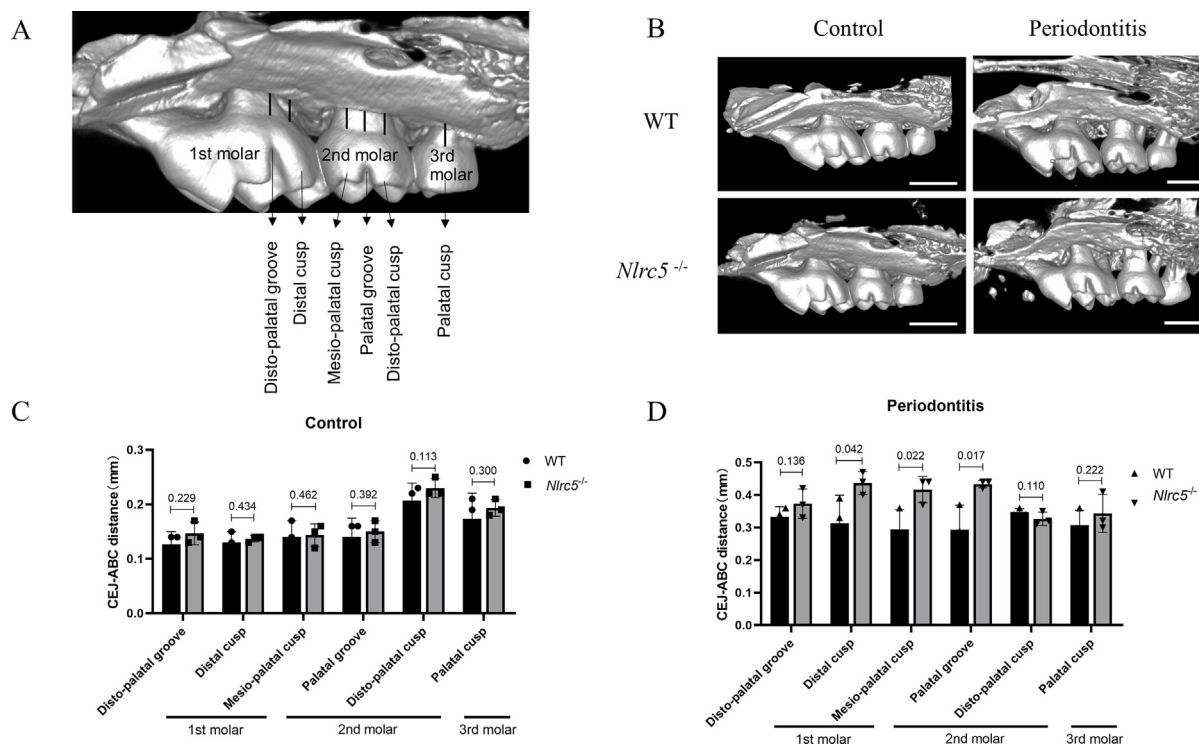 A
1st molar
2nd molar
3rd
molar
Disto-palatal groove
Distal cusp
Mesio-palatal cusp
Palatal groove
Disto-palatal cusp
Palatal cusp
B
Control
Periodontitis
WT
Nlrc5 -/-
C
Control
CEJ-ABC distance(mm)
0.3
0.2
0.1
0.0
0.229
0.434
0.462
0.392
0.113
0.300
WT
Nlrc5-/-
Disto-palatal groove
Distal cusp
Mesio-palatal cusp
Palatal groove
Disto-palatal cusp
Palatal cusp
1st molar
2nd molar
3rd molar
D
Periodontitis
CEJ-ABC distance(mm)
0.5
0.4
0.3
0.2
0.1
0.0
0.136
0.042
0.022
0.017
0.110
0.222
WT
Nlrc5-/-
Disto-palatal groove
Distal cusp
Mesio-palatal cusp
Palatal groove
Disto-palatal cusp
Palatal cusp
1st molar
2nd molar
3rd molar